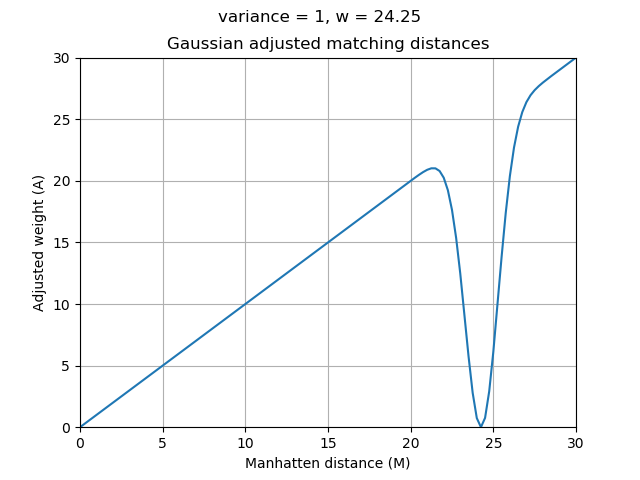 variance = 1, w = 24.25
Gaussian adjusted matching distances
Adjusted weight (A)
30
25
20
15
10
5
0
0 5 10 15 20 25 30
Manhatten distance (M)